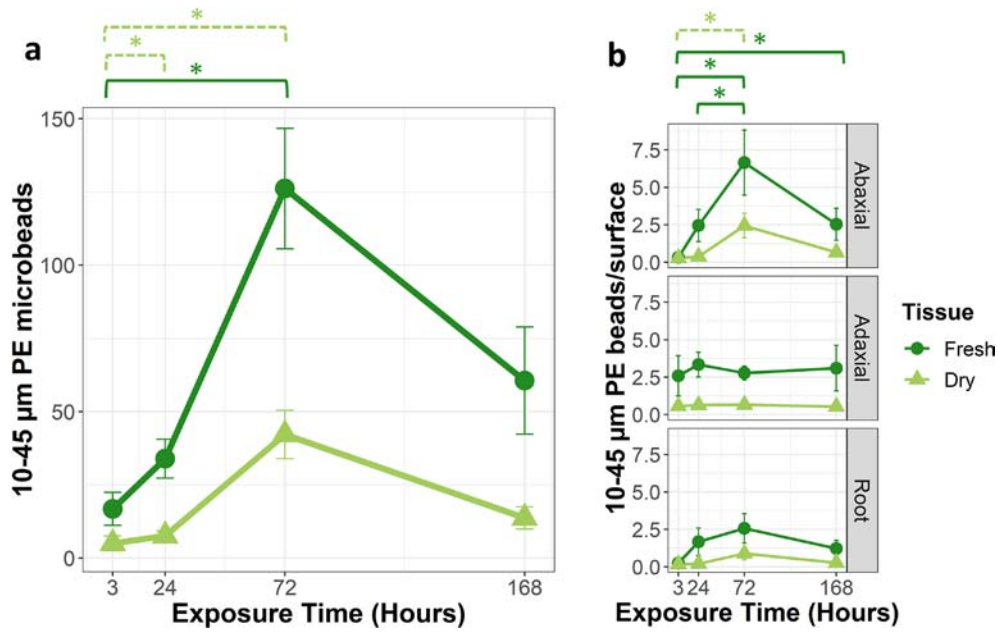 a
*
*
*
10-45 μm PE microbeads
150
100
50
0
3 24 72 168
Exposure Time (Hours)
b
*
*
*
*
10-45 μm PE beads/surface
7.5
5.0
2.5
0.0
Abaxial
7.5
5.0
2.5
0.0
Adaxial
7.5
5.0
2.5
0.0
Root
3 24 72 168
Exposure Time (Hours)
Tissue
Fresh
Dry